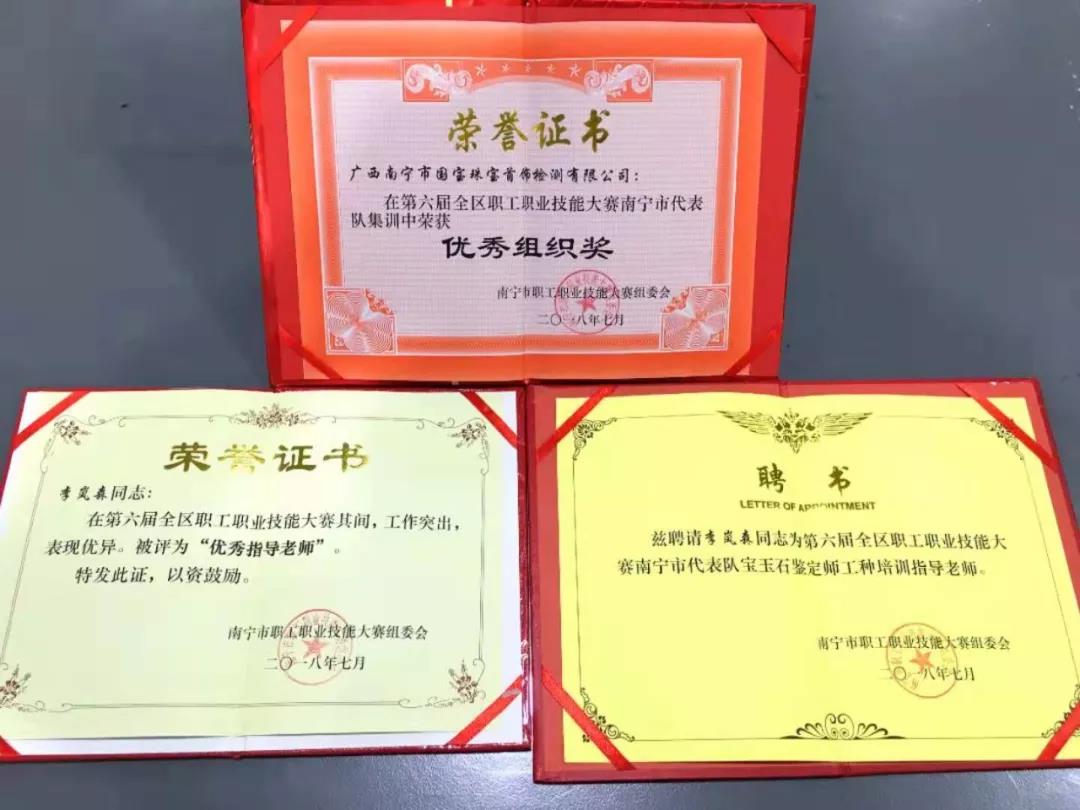 荣誉证书
广西南宁市国宝珠宝首饰检测有限公司：
在第六届全区职工职业技能大赛南宁市代表
队集训中荣获
优秀组织奖
南宁市职工职业技能大赛组委会
二〇一八年七月
荣誉证书
李岚森同志：
在第六届全区职工职业技能大赛其间，工作突出，
表现优异。被评为“优秀指导老师”。
特发此证，以资鼓励。
南宁市职工职业技能大赛组委会
二〇一八年七月
聘书
LETTER OF APPOINTMENT
兹聘请李岚森同志为第六届全区职工职业技能大
赛南宁市代表队宝玉石鉴定师工种培训指导老师。
南宁市职工职业技能大赛组委会
二〇一八年七月